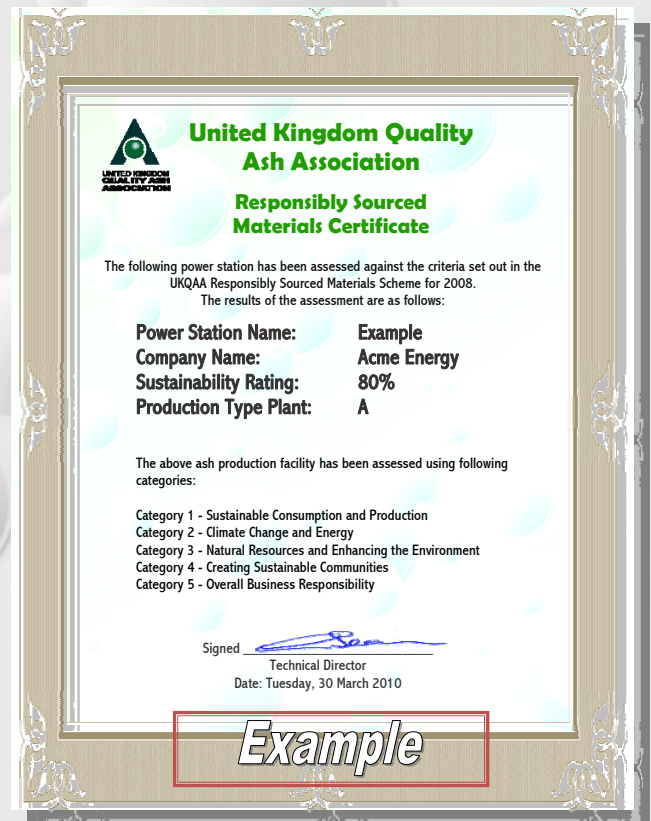 UNITED KINGDOM
QUALITY ASH
ASSOCIATION
United Kingdom Quality
Ash Association
Responsibly Sourced
Materials Certificate
The following power station has been assessed against the criteria set out in the
UKQAA Responsibly Sourced Materials Scheme for 2008.
The results of the assessment are as follows:
Power Station Name: Example
Company Name: Acme Energy
Sustainability Rating: 80%
Production Type Plant: A
The above ash production facility has been assessed using following
categories:
Category 1 - Sustainable Consumption and Production
Category 2 - Climate Change and Energy
Category 3 - Natural Resources and Enhancing the Environment
Category 4 - Creating Sustainable Communities
Category 5 - Overall Business Responsibility
Signed
Technical Director
Date: Tuesday, 30 March 2010
Example